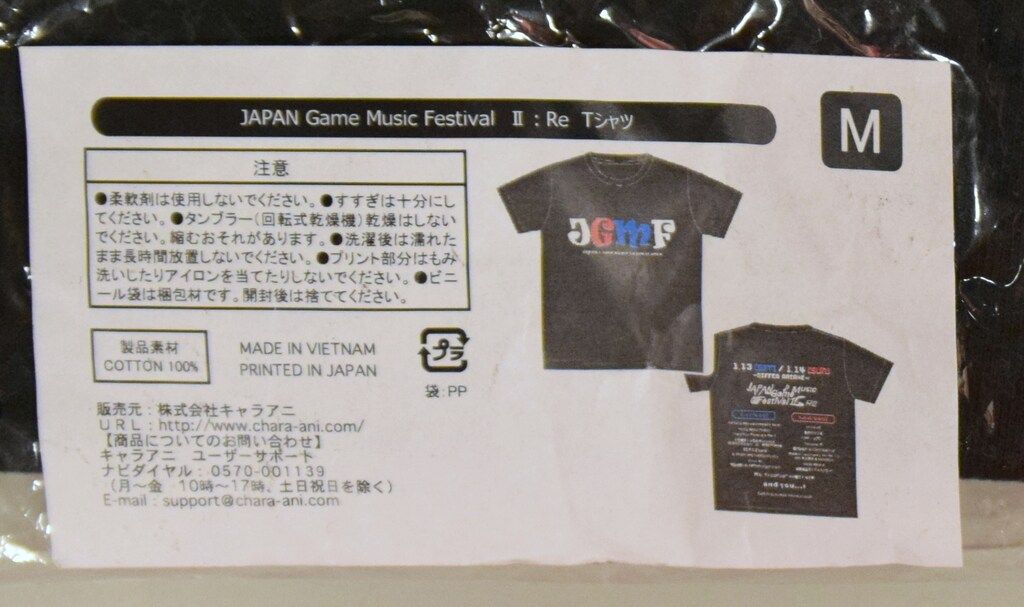 JAPAN Game Music Festival Ⅱ：Re Tシャツ
M
注意
●柔軟剤は使用しないでください。●すすぎは十分にし
てください。●タンブラー（回転式乾燥機）乾燥はしない
でください。縮むおそれがあります。●洗濯後は濡れた
まま長時間放置しないでください。●プリント部分はもみ
洗いしたりアイロンを当てたりしないでください。●ビニ
ール袋は梱包材です。開封後は捨ててください。
JGMF
製品素材
COTTON 100%
MADE IN VIETNAM
PRINTED IN JAPAN
プラ
袋：PP
1.13 / 1.14
JAPAN Game Music
Festival Ⅱ Re
and you...!
販売元：株式会社キャラアニ
URL：http://www.chara-ani.com/
【商品についてのお問い合わせ】
キャラアニ ユーザーサポート
ナビダイヤル：0570-001139
（月～金 10時～17時、土日祝日を除く）
E-mail：support@chara-ani.com